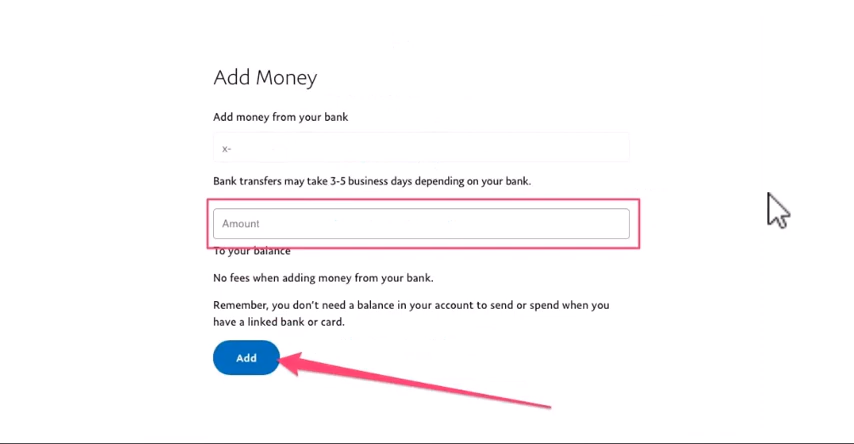 Add Money
Add money from your bank
x-
Bank transfers may take 3-5 business days depending on your bank.
Amount
To your balance
No fees when adding money from your bank.
Remember, you don't need a balance in your account to send or spend when you
have a linked bank or card.
Add